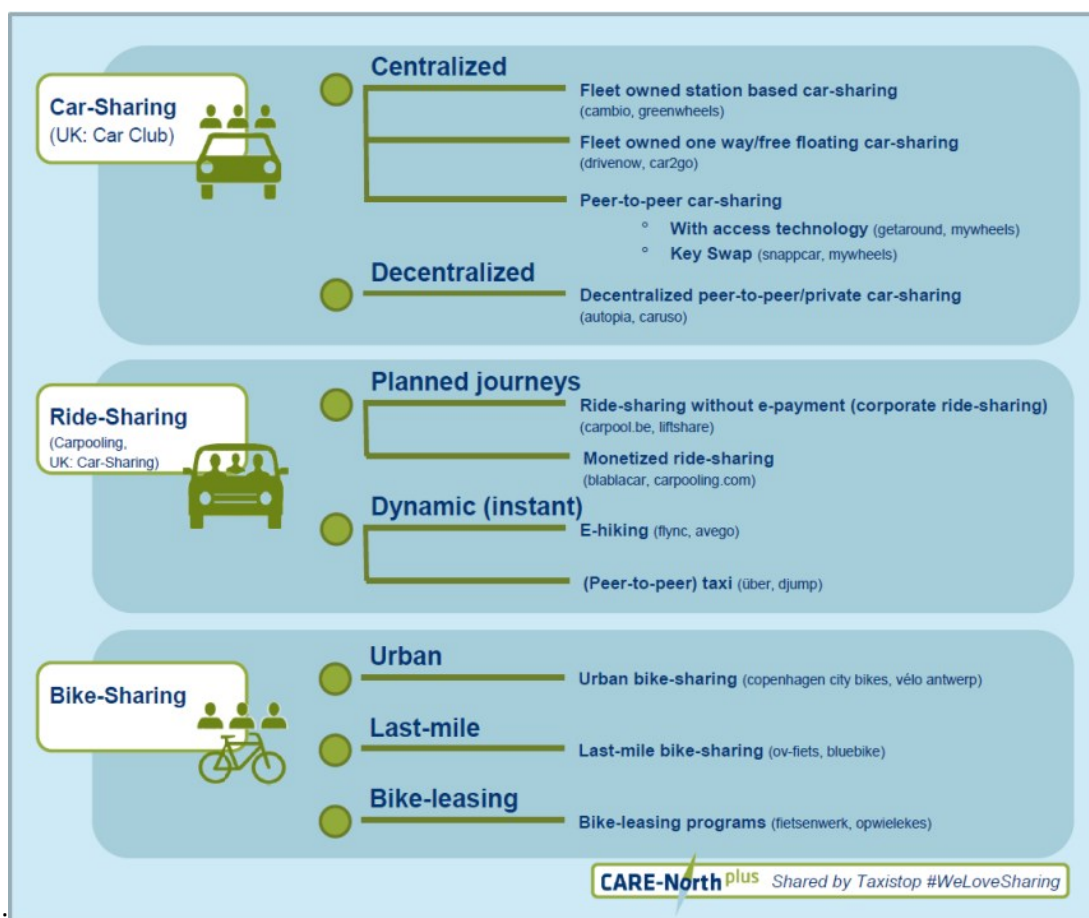 Car-Sharing
(UK: Car Club)
Centralized
Fleet owned station based car-sharing
(cambio, greenwheels)
Fleet owned one way/free floating car-sharing
(drivenow, car2go)
Peer-to-peer car-sharing
° With access technology (getaround, mywheels)
° Key Swap (snappcar, mywheels)
Decentralized
Decentralized peer-to-peer/private car-sharing
(autopia, caruso)
Ride-Sharing
(Carpooling,
UK: Car-Sharing)
Planned journeys
Ride-sharing without e-payment (corporate ride-sharing)
(carpool.be, liftshare)
Monetized ride-sharing
(blablacar, carpooling.com)
Dynamic (instant)
E-hiking (flync, avego)
(Peer-to-peer) taxi (über, djump)
Bike-Sharing
Urban
Urban bike-sharing (copenhagen city bikes, vélo antwerp)
Last-mile
Last-mile bike-sharing (ov-fiets, bluebike)
Bike-leasing
Bike-leasing programs (fietsenwerk, opwielekes)
CARE-North plus Shared by Taxistop #WeLoveSharing
.